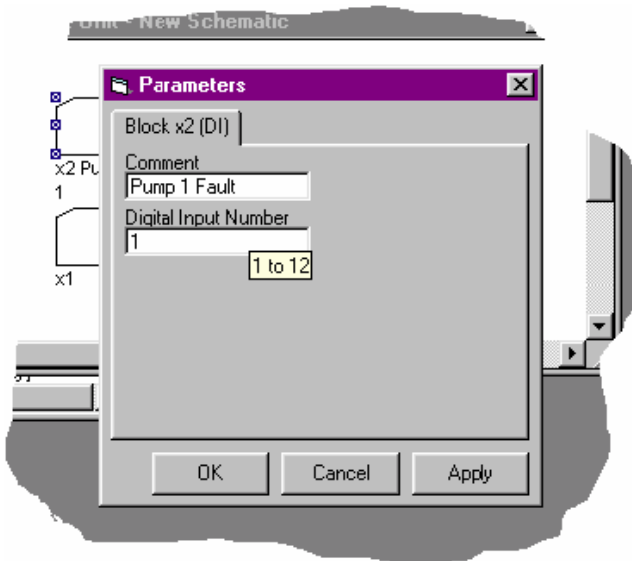 Unit - New Schematic
Parameters
Block x2 (DI)
Comment
Pump 1 Fault
Digital Input Number
1
1 to 12
x2 Pu
1
x1
OK
Cancel
Apply